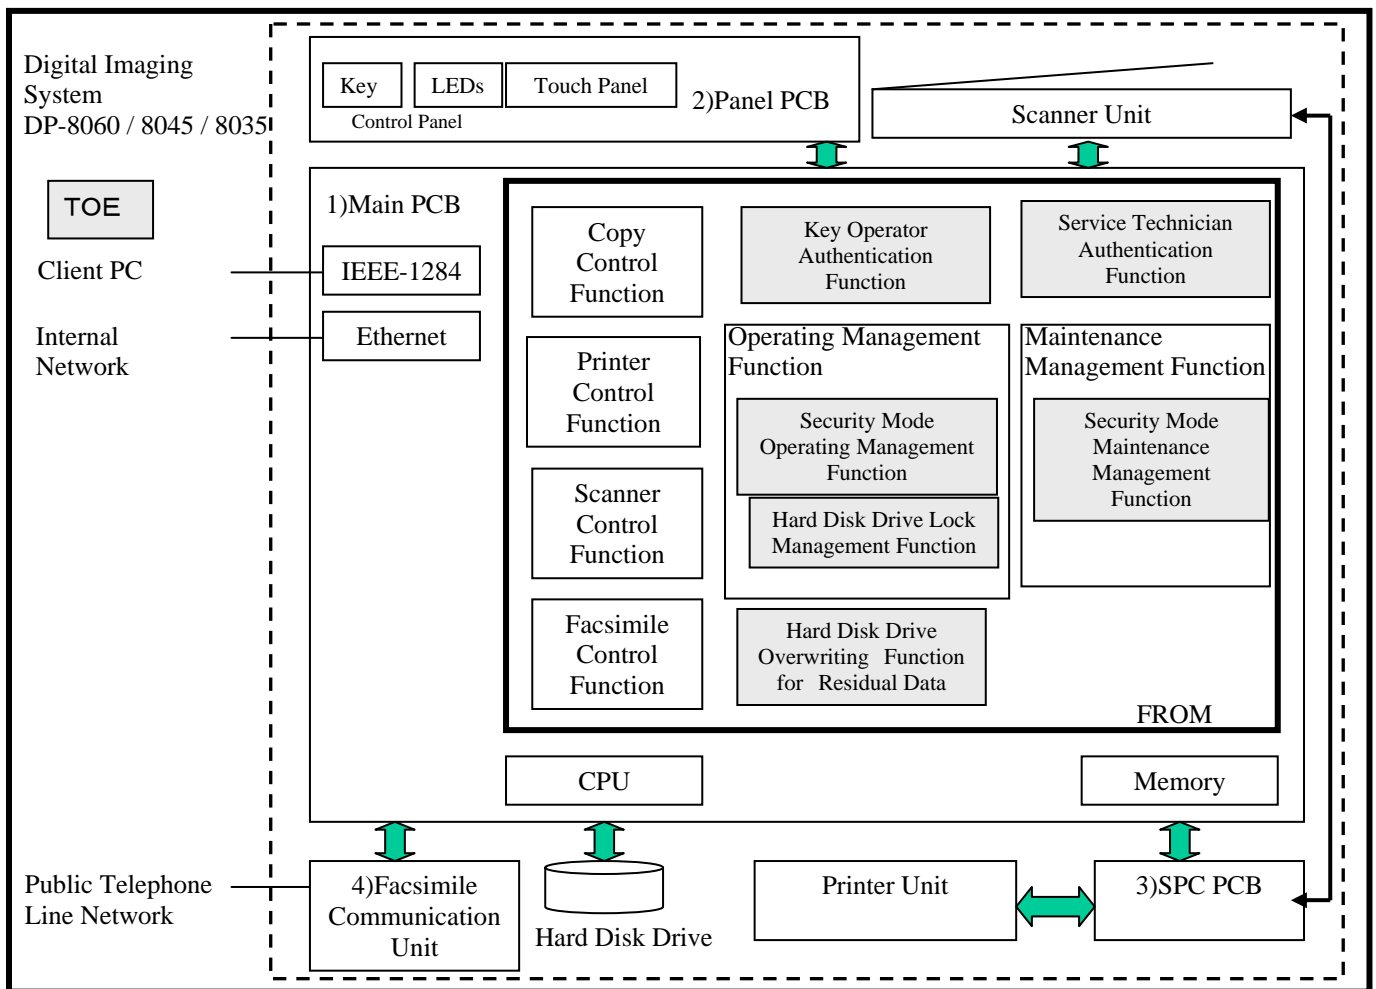 Digital Imaging
System
DP-8060 / 8045 / 8035
Key
LEDs
Touch Panel
Control Panel
2)Panel PCB
Scanner Unit
TOE
Client PC
Internal
Network
1)Main PCB
IEEE-1284
Ethernet
Copy
Control
Function
Printer
Control
Function
Scanner
Control
Function
Facsimile
Control
Function
Key Operator
Authentication
Function
Service Technician
Authentication
Function
Operating Management
Function
Security Mode
Operating Management
Function
Hard Disk Drive Lock
Management Function
Maintenance
Management Function
Security Mode
Maintenance
Management
Function
Hard Disk Drive
Overwriting Function
for Residual Data
FROM
CPU
Memory
Public Telephone
Line Network
4)Facsimile
Communication
Unit
Hard Disk Drive
Printer Unit
3)SPC PCB